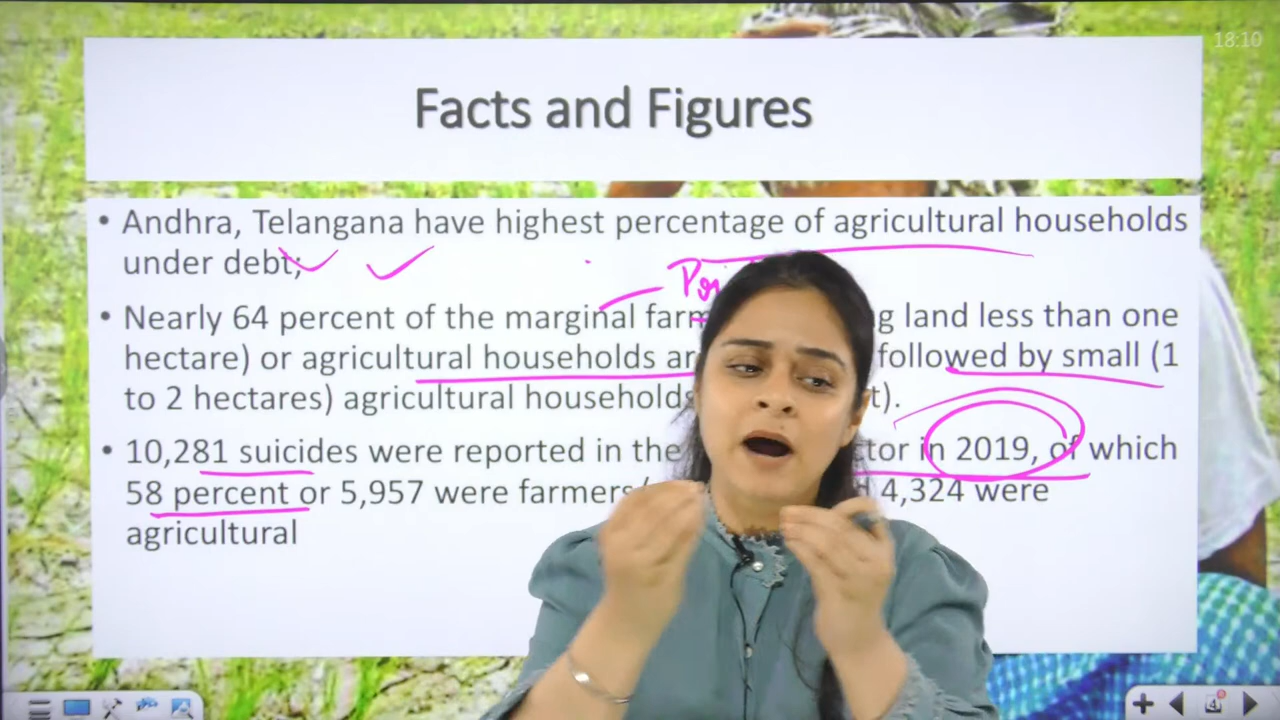 18:10
Facts and Figures
• Andhra, Telangana have highest percentage of agricultural households
under debt;
• Nearly 64 percent of the marginal land less than one
hectare) or agricultural households followed by small (1
to 2 hectares) agricultural households
• 10,281 suicides were reported in the in 2019, of which
58 percent or 5,957 were farmers/ 4,324 were
agricultural
4